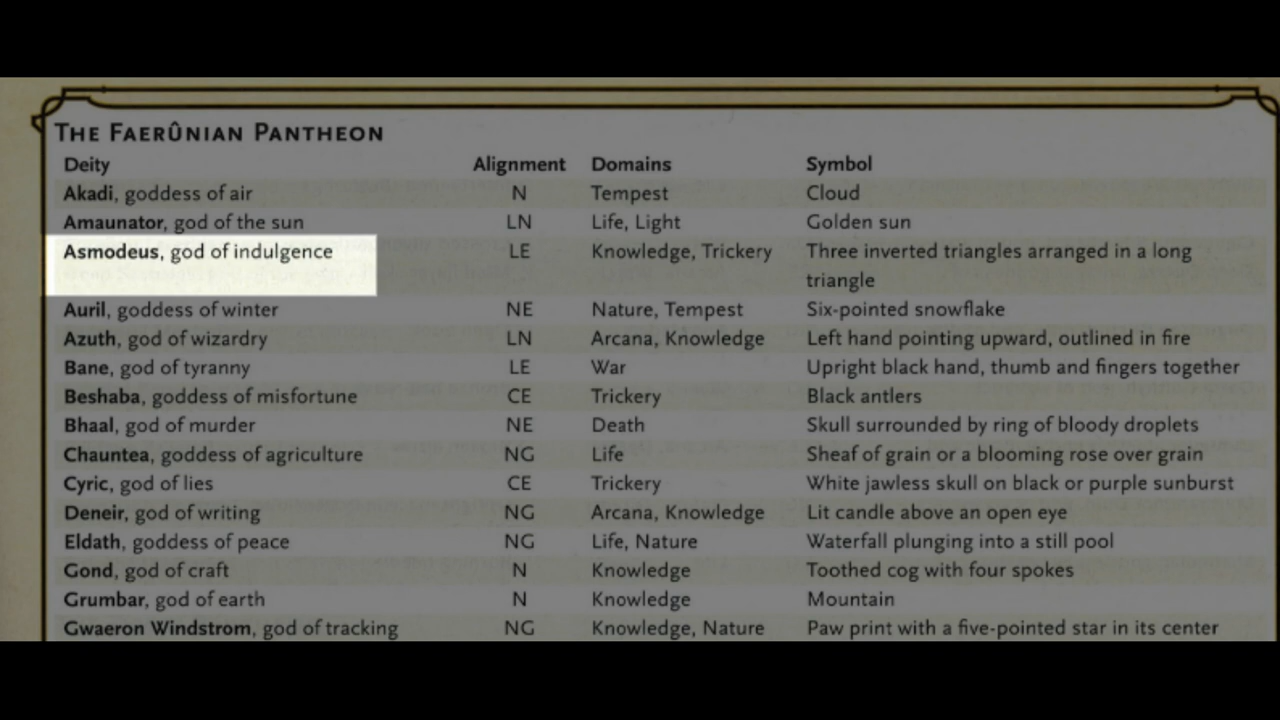 THE FAERÛNIAN PANTHEON
Deity Alignment Domains Symbol
Akadi, goddess of air N Tempest Cloud
Amaunator, god of the sun LN Life, Light Golden sun
Asmodeus, god of indulgence LE Knowledge, Trickery Three inverted triangles arranged in a long
triangle
Auril, goddess of winter NE Nature, Tempest Six-pointed snowflake
Azuth, god of wizardry LN Arcana, Knowledge Left hand pointing upward, outlined in fire
Bane, god of tyranny LE War Upright black hand, thumb and fingers together
Beshaba, goddess of misfortune CE Trickery Black antlers
Bhaal, god of murder NE Death Skull surrounded by ring of bloody droplets
Chauntea, goddess of agriculture NG Life Sheaf of grain or a blooming rose over grain
Cyric, god of lies CE Trickery White jawless skull on black or purple sunburst
Deneir, god of writing NG Arcana, Knowledge Lit candle above an open eye
Eldath, goddess of peace NG Life, Nature Waterfall plunging into a still pool
Gond, god of craft N Knowledge Toothed cog with four spokes
Grumbar, god of earth N Knowledge Mountain
Gwaeron Windstrom, god of tracking NG Knowledge, Nature Paw print with a five-pointed star in its center